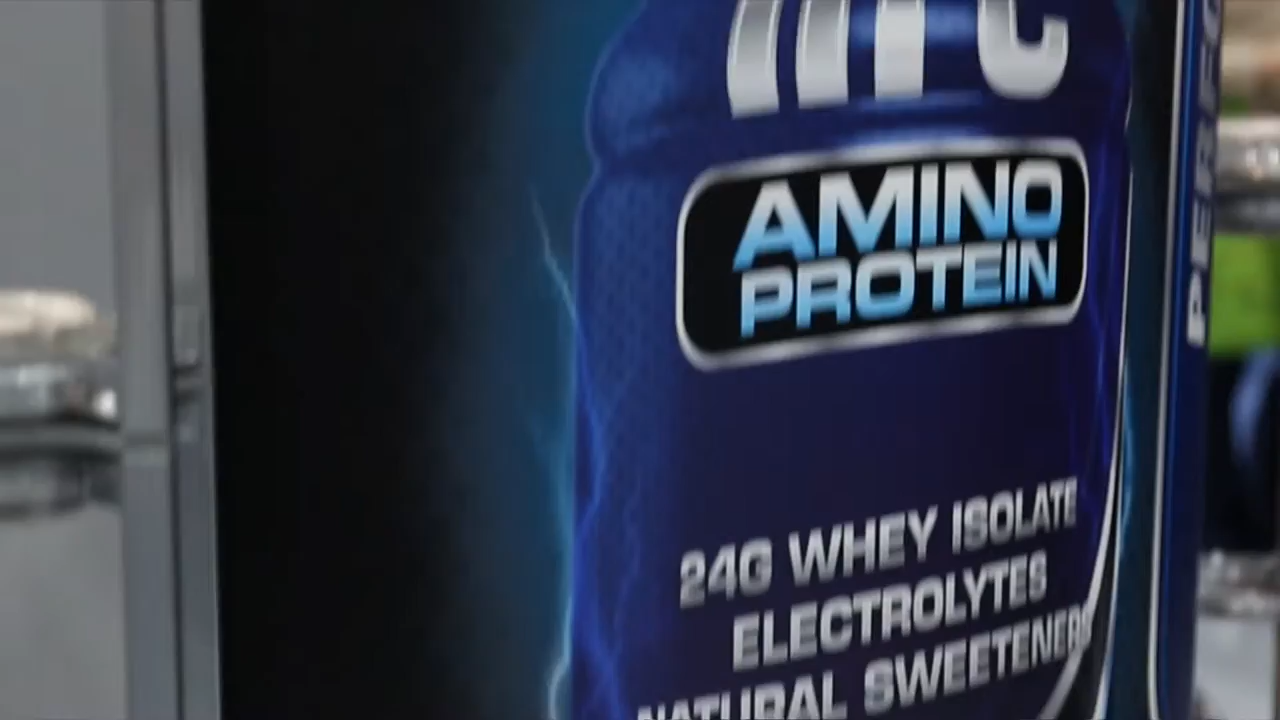 AMINO
PROTEIN
24G WHEY ISOLATE
ELECTROLYTES
NATURAL SWEETENERS